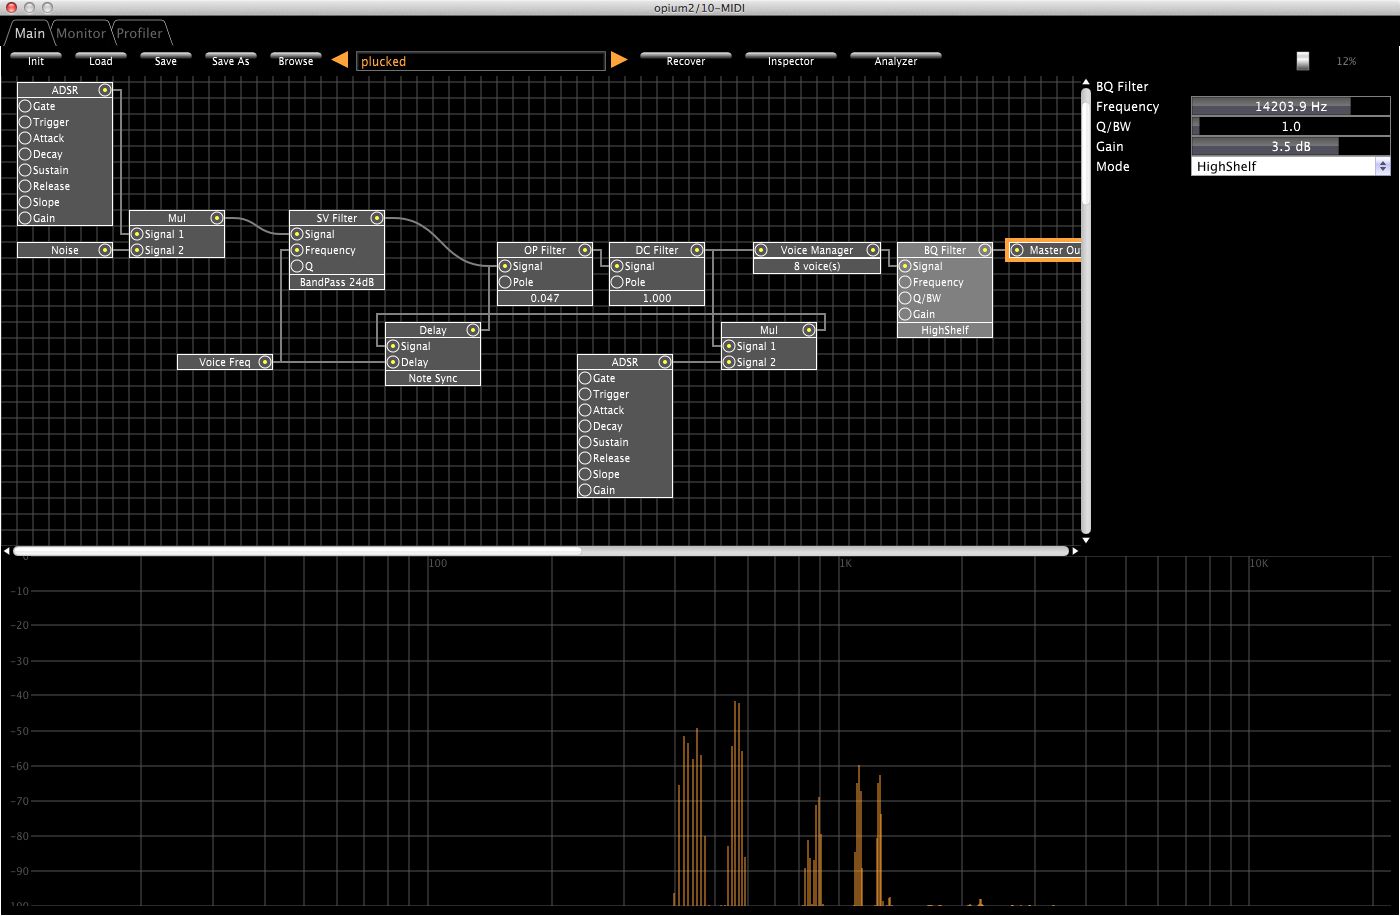 opium2/10-MIDI
Main Monitor Profiler
Init Load Save Save As Browse plucked Recover Inspector Analyzer 12%
ADSR
Gate
Trigger
Attack
Decay
Sustain
Release
Slope
Gain
Noise
Mul
Signal 1
Signal 2
SV Filter
Signal
Frequency
Q
BandPass 24dB
Voice Freq
Delay
Signal
Delay
Note Sync
OP Filter
Signal
Pole
0.047
DC Filter
Signal
Pole
1.000
ADSR
Gate
Trigger
Attack
Decay
Sustain
Release
Slope
Gain
Mul
Signal 1
Signal 2
Voice Manager
8 voice(s)
BQ Filter
Signal
Frequency
Q/BW
Gain
HighShelf
Master Ou
BQ Filter
Frequency 14203.9 Hz
Q/BW 1.0
Gain 3.5 dB
Mode HighShelf
100 1K 10K
-10
-20
-30
-40
-50
-60
-70
-80
-90